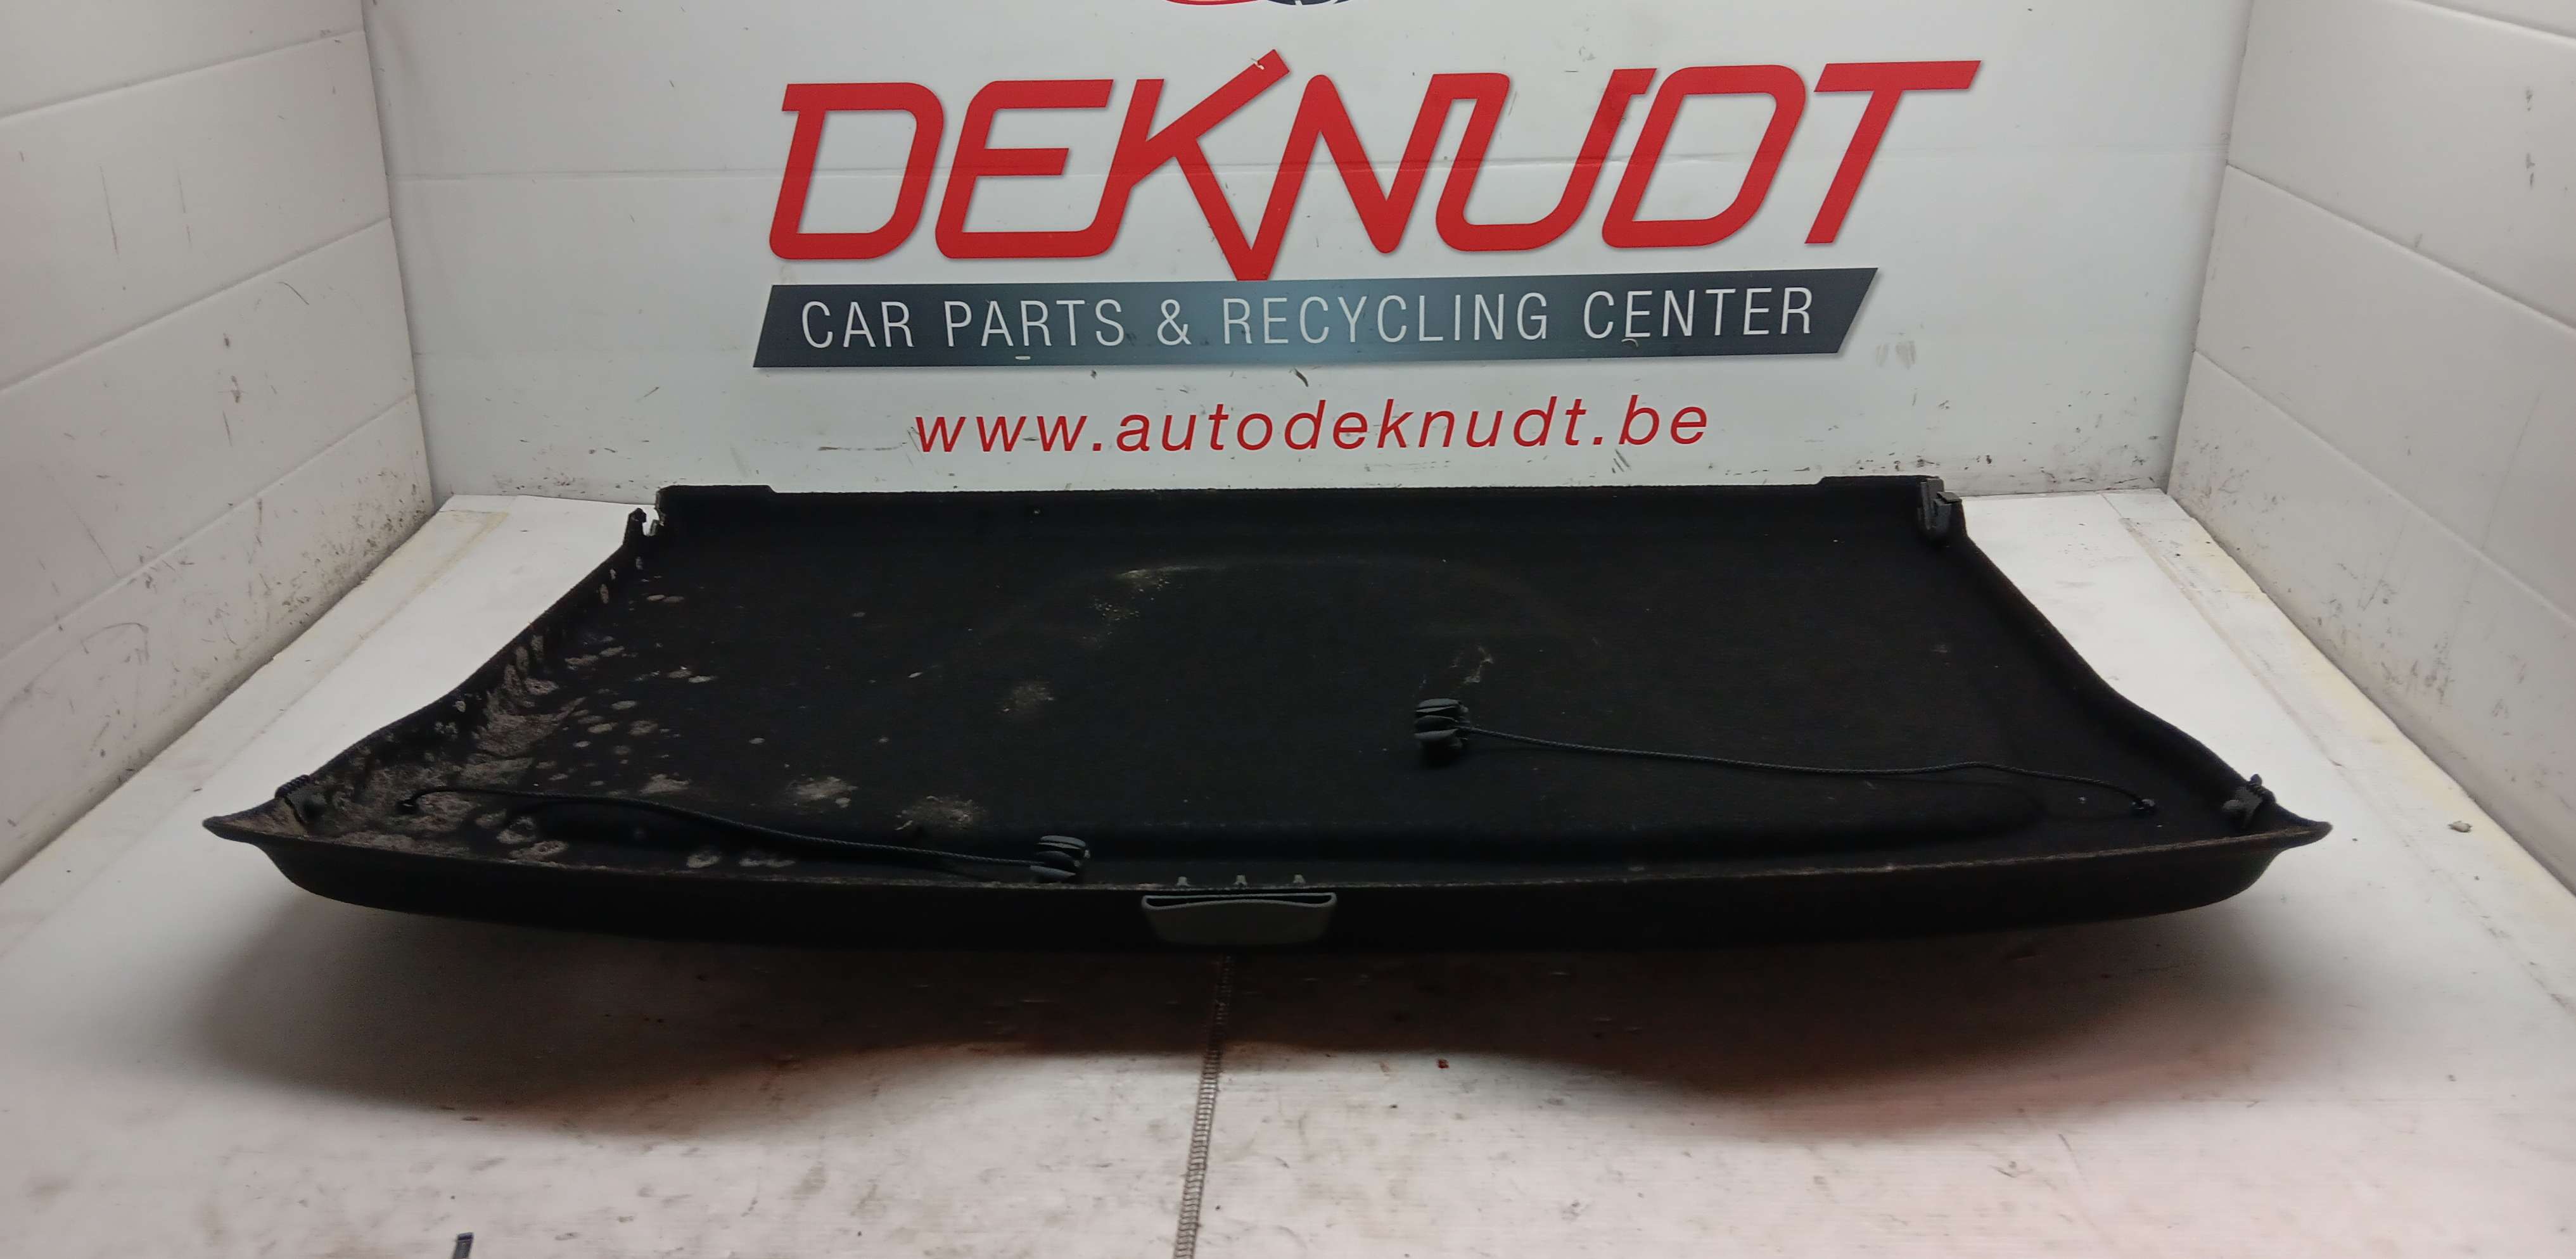 DEKNUDT
CAR PARTS & RECYCLING CENTER
www.autodeknudt.be